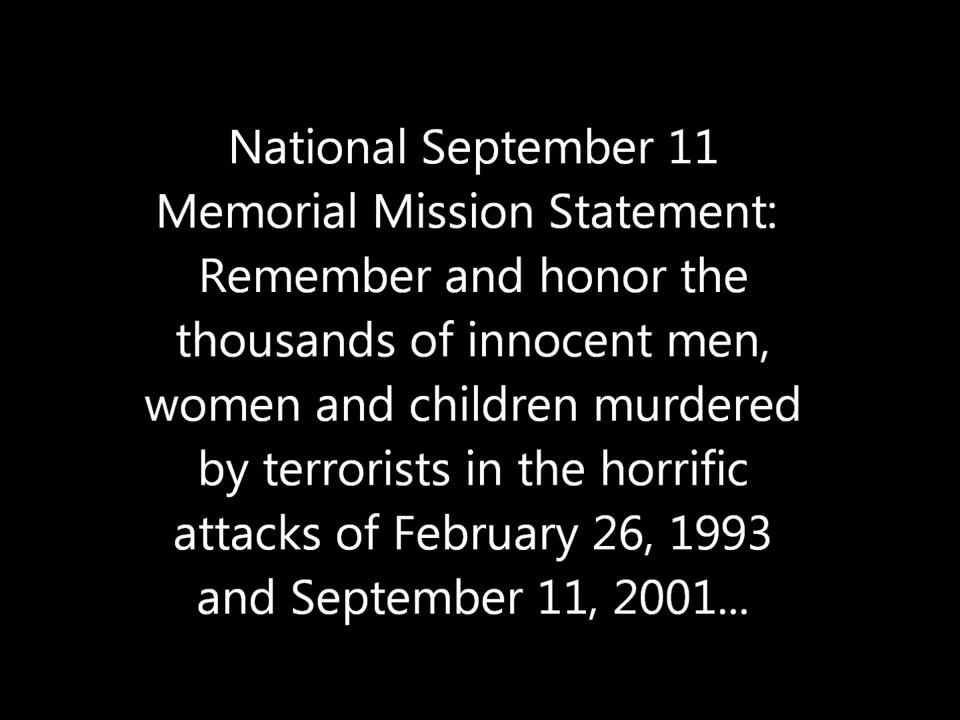 National September 11
Memorial Mission Statement:
Remember and honor the
thousands of innocent men,
women and children murdered
by terrorists in the horrific
attacks of February 26, 1993
and September 11, 2001...